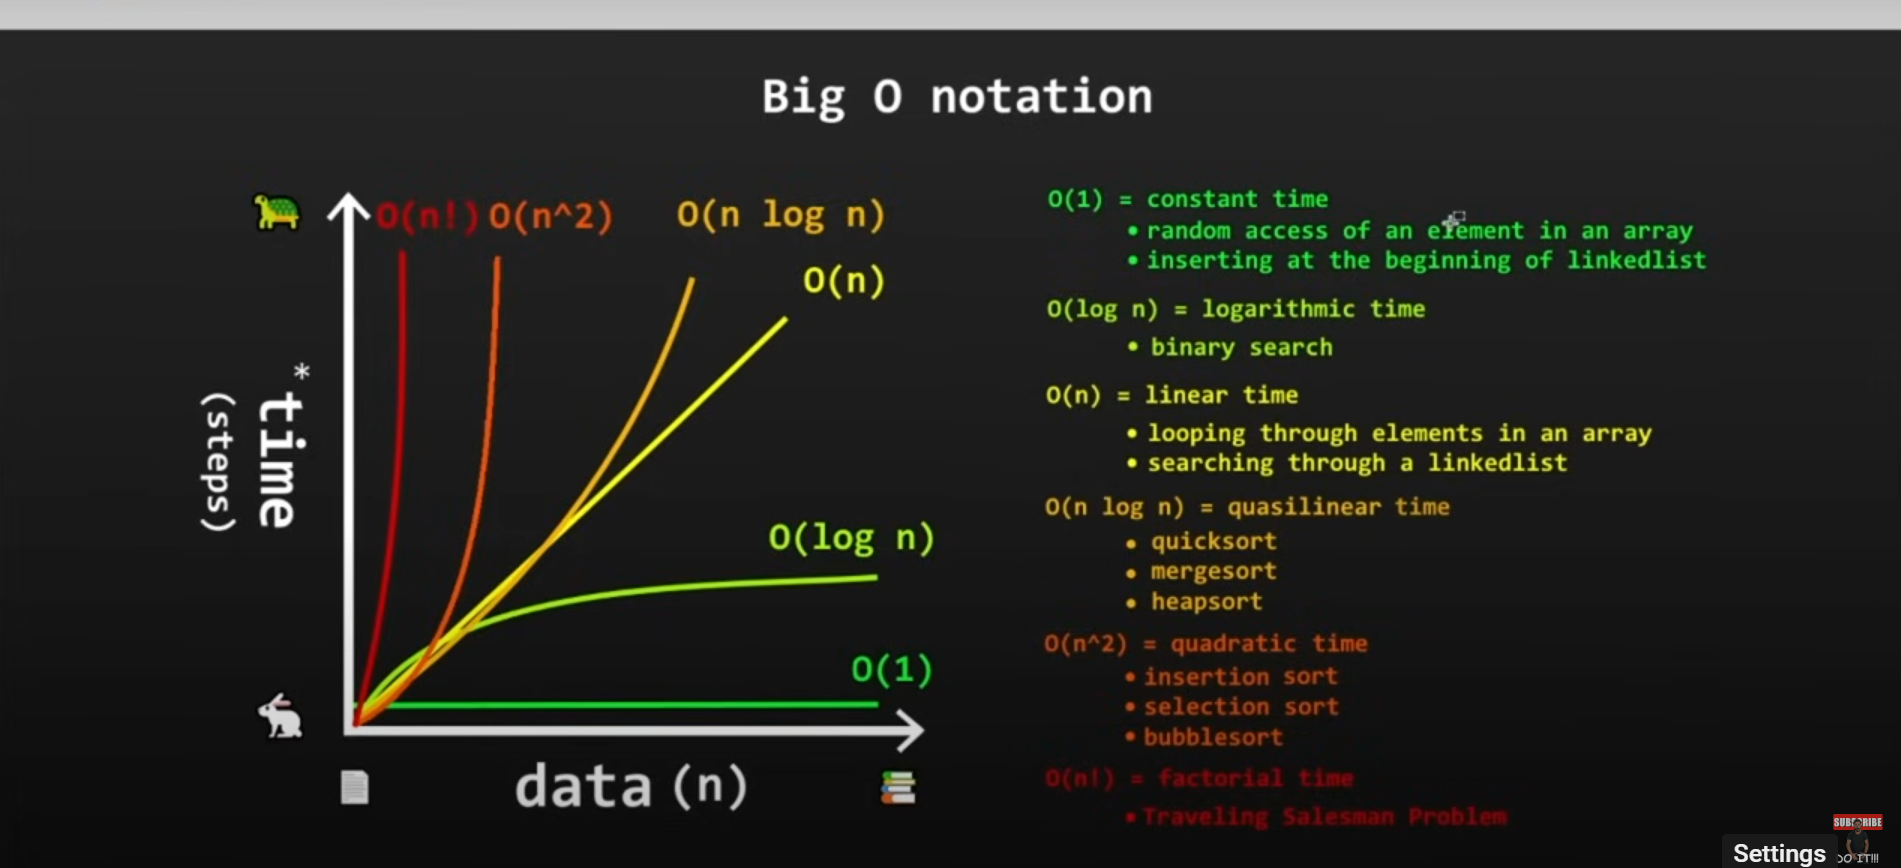 Big O notation
O(n!)
O(n^2)
O(n log n)
O(n)
O(log n)
O(1)
*time
(steps)
data (n)
O(1) = constant time
• random access of an element in an array
• inserting at the beginning of linkedlist
O(log n) = logarithmic time
• binary search
O(n) = linear time
• looping through elements in an array
• searching through a linkedlist
O(n log n) = quasilinear time
• quicksort
• mergesort
• heapsort
O(n^2) = quadratic time
• insertion sort
• selection sort
• bubblesort
O(n!) = factorial time
• Traveling Salesman Problem
SUBSCRIBE
DO IT!!!
Settings